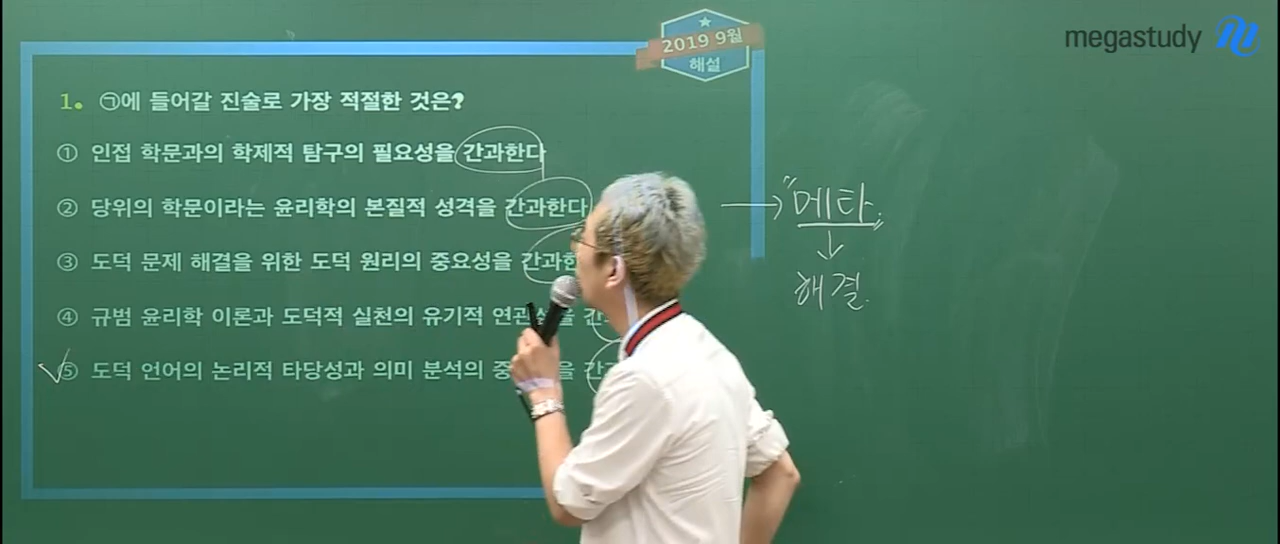 megastudy
2019 9월
해설
1. ㉠에 들어갈 진술로 가장 적절한 것은?
① 인접 학문과의 학제적 탐구의 필요성을 간과한다
② 당위의 학문이라는 윤리학의 본질적 성격을 간과한다
③ 도덕 문제 해결을 위한 도덕 원리의 중요성을 간과한
④ 규범 윤리학 이론과 도덕적 실천의 유기적 연관성을 간
⑤ 도덕 언어의 논리적 타당성과 의미 분석의 중 을 간
→ "메타"
↓
해결